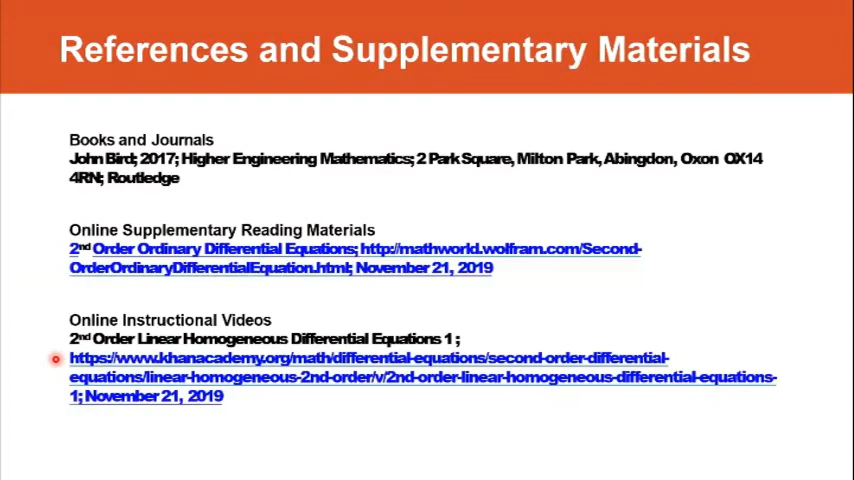 References and Supplementary Materials
Books and Journals
John Bird; 2017; Higher Engineering Mathematics; 2 Park Square, Milton Park, Abingdon, Oxon OX14
4RN; Routledge
Online Supplementary Reading Materials
2nd Order Ordinary Differential Equations; http://mathworld.wolfram.com/Second-
OrderOrdinaryDifferentialEquation.html; November 21, 2019
Online Instructional Videos
2nd Order Linear Homogeneous Differential Equations 1 ;
https://www.khanacademy.org/math/differential-equations/second-order-differential-
equations/linear-homogeneous-2nd-order/v/2nd-order-linear-homogeneous-differential-equations-
1; November 21, 2019